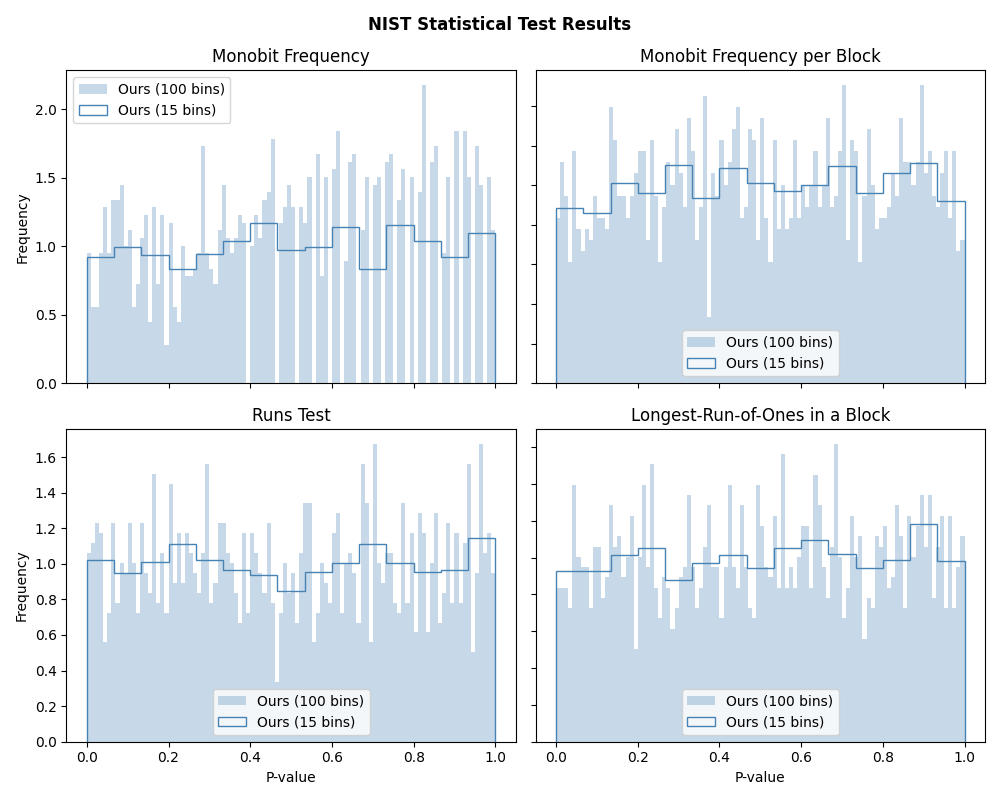 NIST Statistical Test Results
Monobit Frequency
Monobit Frequency per Block
Ours (100 bins)
Ours (15 bins)
Frequency
2.0
1.5
1.0
0.5
0.0
Ours (100 bins)
Ours (15 bins)
Runs Test
Longest-Run-of-Ones in a Block
Frequency
1.6
1.4
1.2
1.0
0.8
0.6
0.4
0.2
0.0
Ours (100 bins)
Ours (15 bins)
Ours (100 bins)
Ours (15 bins)
0.0 0.2 0.4 0.6 0.8 1.0
0.0 0.2 0.4 0.6 0.8 1.0
P-value
P-value